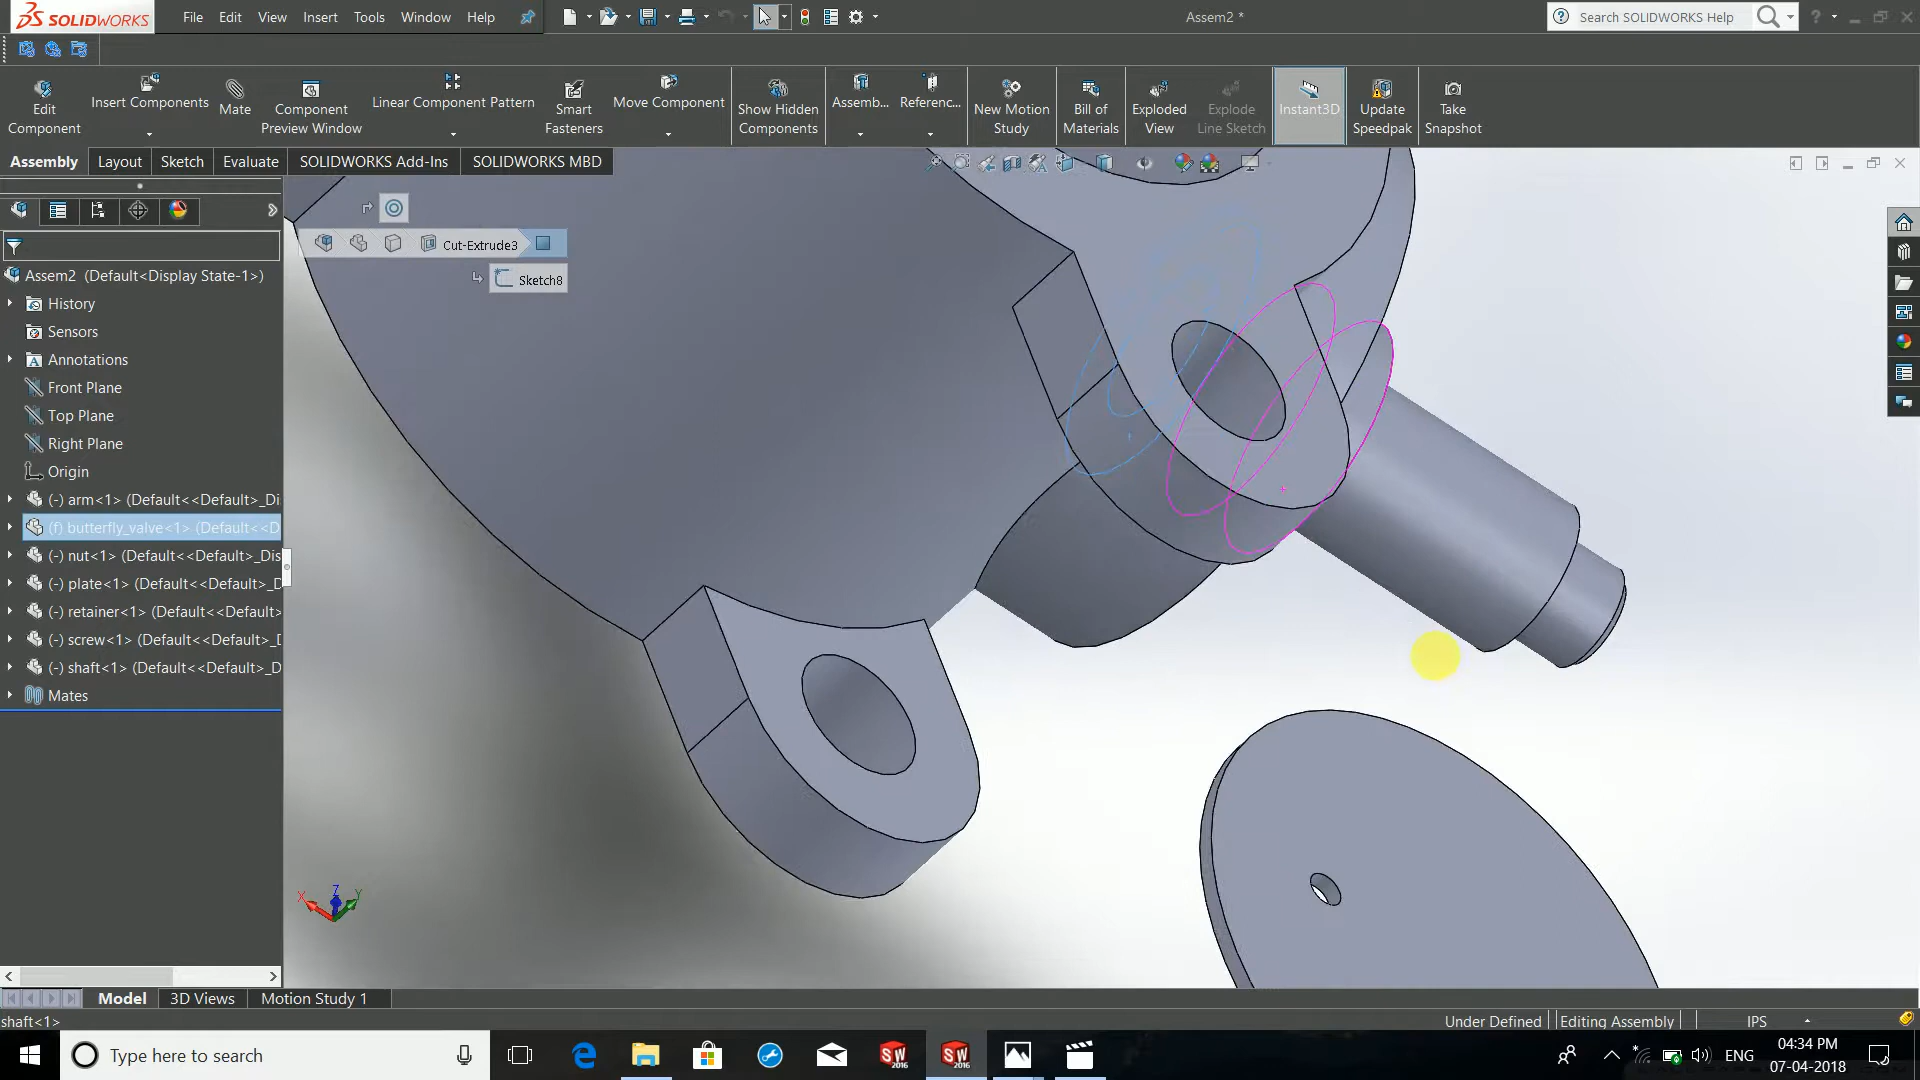 SOLIDWORKS
File Edit View Insert Tools Window Help
Assem2 *
Search SOLIDWORKS Help
Edit Component
Insert Components
Mate
Component Preview Window
Linear Component Pattern
Smart Fasteners
Move Component
Show Hidden Components
Assemb...
Referenc...
New Motion Study
Bill of Materials
Exploded View
Explode Line Sketch
Instant3D
Update Speedpak
Take Snapshot
Assembly Layout Sketch Evaluate SOLIDWORKS Add-Ins SOLIDWORKS MBD
Cut-Extrude3
Sketch8
Assem2 (Default<Display State-1>)
History
Sensors
Annotations
Front Plane
Top Plane
Right Plane
Origin
(-) arm<1> (Default<<Default>_Di
(f) butterfly_valve<1> (Default<<D
(-) nut<1> (Default<<Default>_Dis
(-) plate<1> (Default<<Default>_D
(-) retainer<1> (Default<<Default>
(-) screw<1> (Default<<Default>_D
(-) shaft<1> (Default<<Default>_D
Mates
X Z Y
Model 3D Views Motion Study 1
shaft<1>
Under Defined Editing Assembly IPS
Type here to search
SW 2016
SW 2016
ENG
04:34 PM
07-04-2018